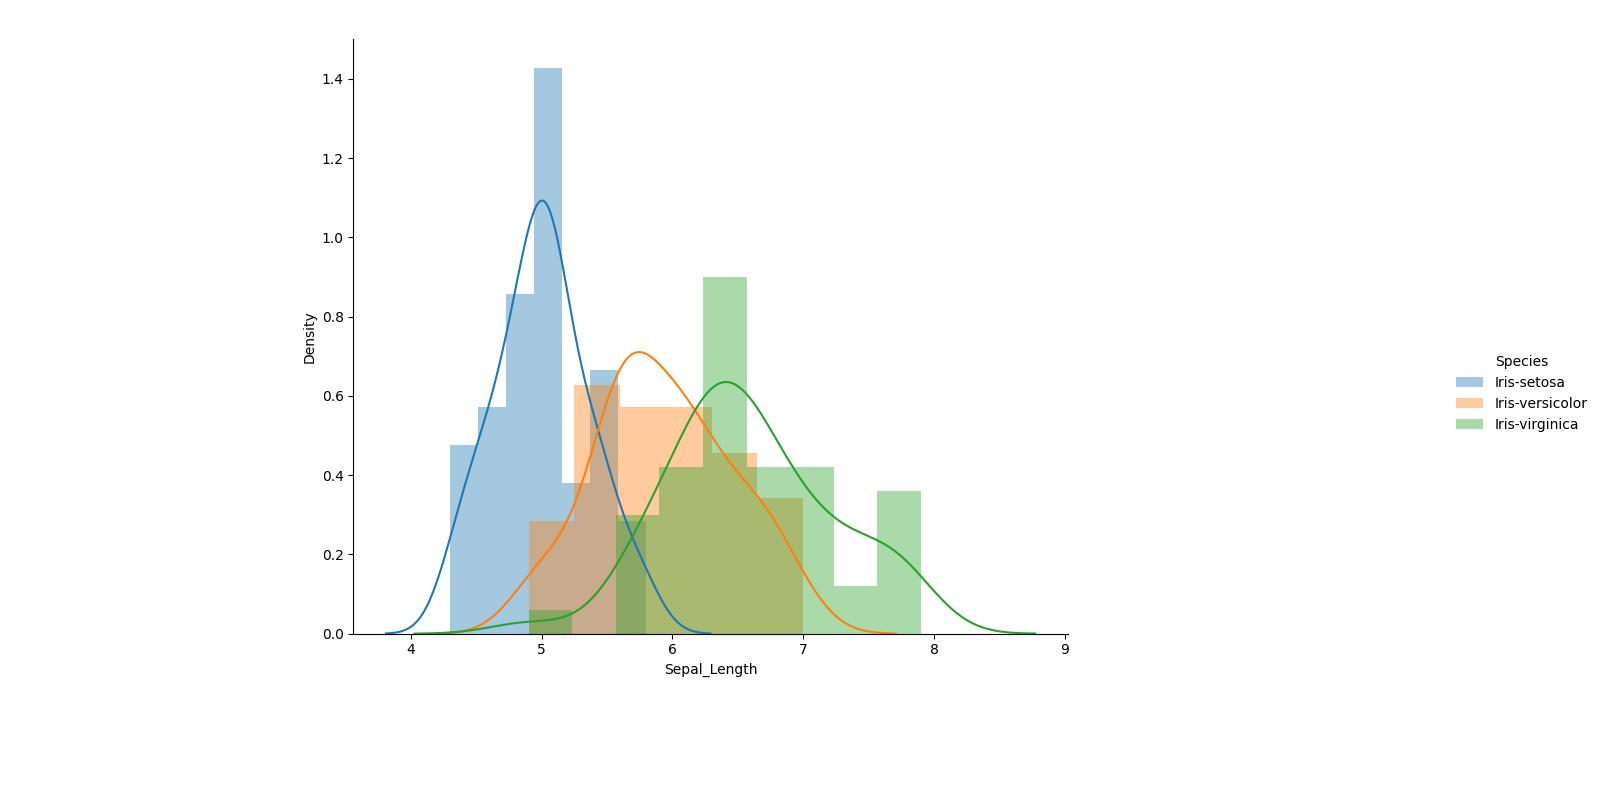 1.4
1.2
1.0
0.8
0.6
0.4
0.2
0.0
Density
4 5 6 7 8 9
Sepal_Length
Species
Iris-setosa
Iris-versicolor
Iris-virginica